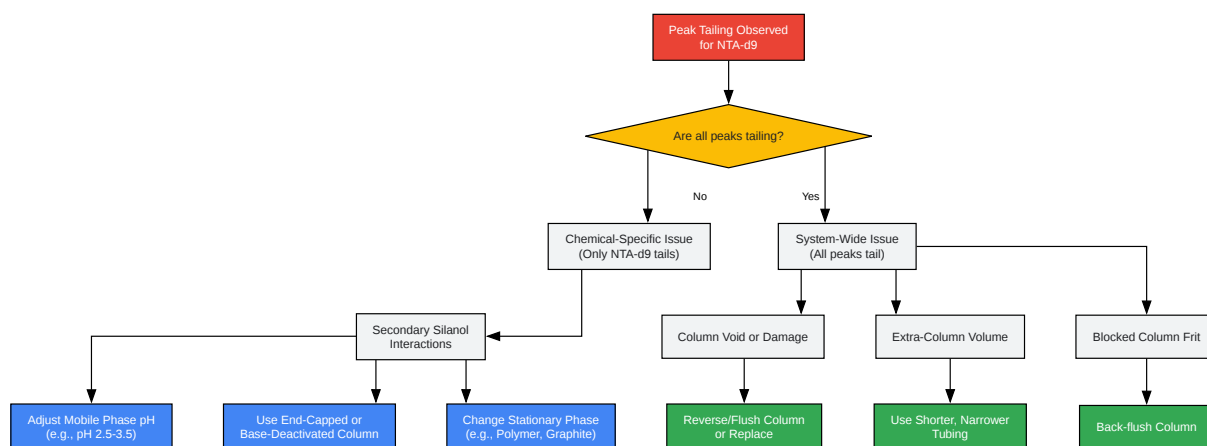 Peak Tailing Observed
for NTA-d9
Are all peaks tailing?
No
Yes
Chemical-Specific Issue
(Only NTA-d9 tails)
System-Wide Issue
(All peaks tail)
Secondary Silanol
Interactions
Column Void or Damage
Extra-Column Volume
Blocked Column Frit
Adjust Mobile Phase pH
(e.g., pH 2.5-3.5)
Use End-Capped or
Base-Deactivated Column
Change Stationary Phase
(e.g., Polymer, Graphite)
Reverse/Flush Column
or Replace
Use Shorter, Narrower
Tubing
Back-flush Column